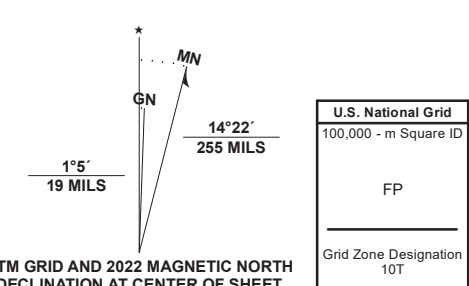 ★
MN
GN
14°22´
255 MILS
1°5´
19 MILS
TM GRID AND 2022 MAGNETIC NORTH
DECLINATION AT CENTER OF SHEET
U.S. National Grid
100,000 - m Square ID
FP
Grid Zone Designation
10T